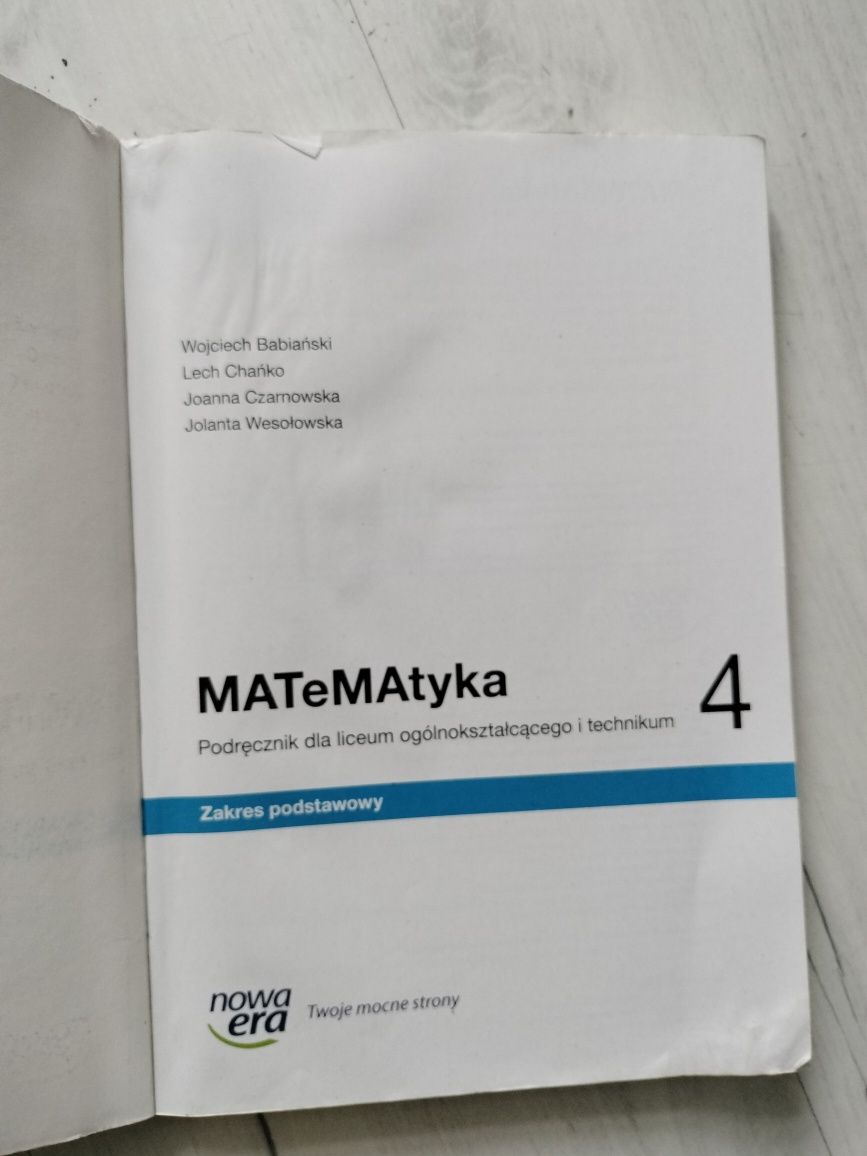 Wojciech Babiański
Lech Chańko
Joanna Czarnowska
Jolanta Wesołowska
MATeMAtyka 4
Podręcznik dla liceum ogólnokształcącego i technikum
Zakres podstawowy
nowa
era
Twoje mocne strony